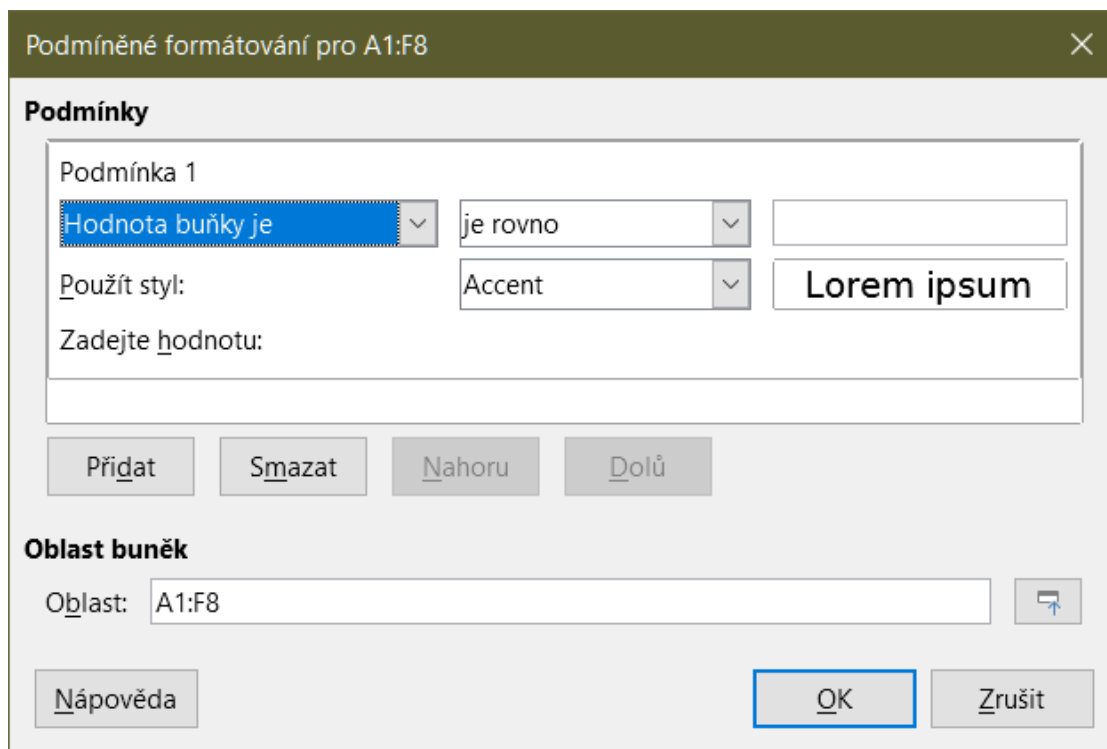 Podmíněné formátování pro A1:F8
Podmínky
Podmínka 1
Hodnota buňky je je rovno
Použít styl: Accent Lorem ipsum
Zadejte hodnotu:
Přidat Smazat Nahoru Dolů
Oblast buněk
Oblast: A1:F8
Nápověda OK Zrušit